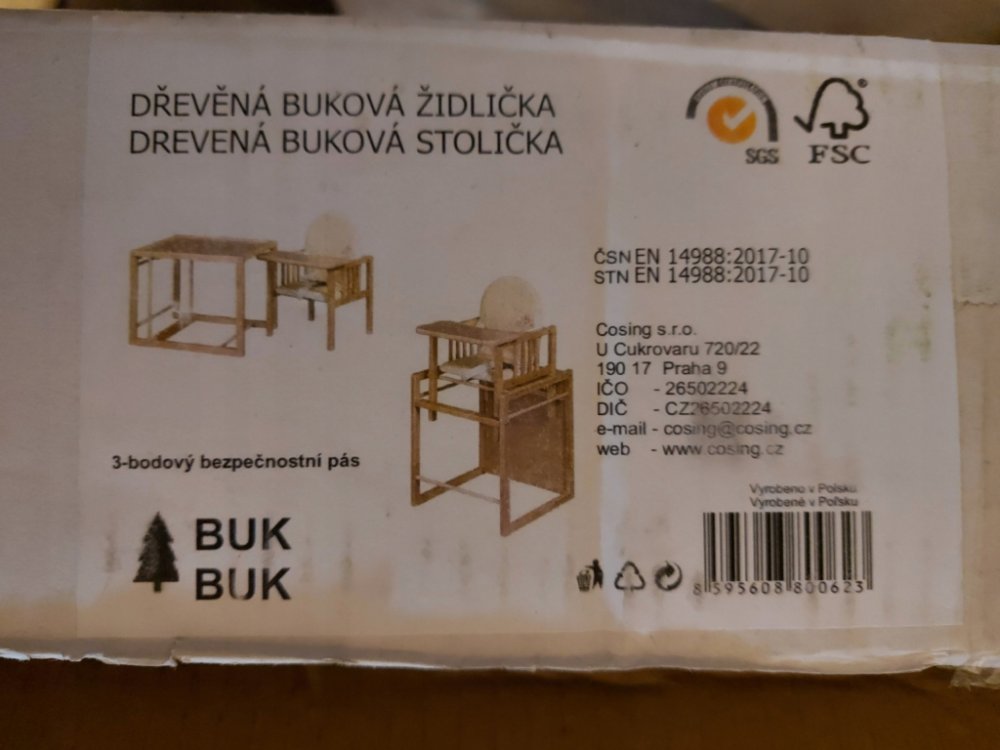 DŘEVĚNÁ BUKOVÁ ŽIDLIČKA
DREVENÁ BUKOVÁ STOLIČKA
SGS
FSC
ČSN EN 14988:2017-10
STN EN 14988:2017-10
Cosing s.r.o.
U Cukrovaru 720/22
190 17 Praha 9
IČO - 26502224
DIČ - CZ26502224
e-mail - cosing@cosing.cz
web - www.cosing.cz
3-bodový bezpečnostní pás
BUK
BUK
Vyrobeno v Polsku
Vyrobené v Poľsku
8 595608 800623